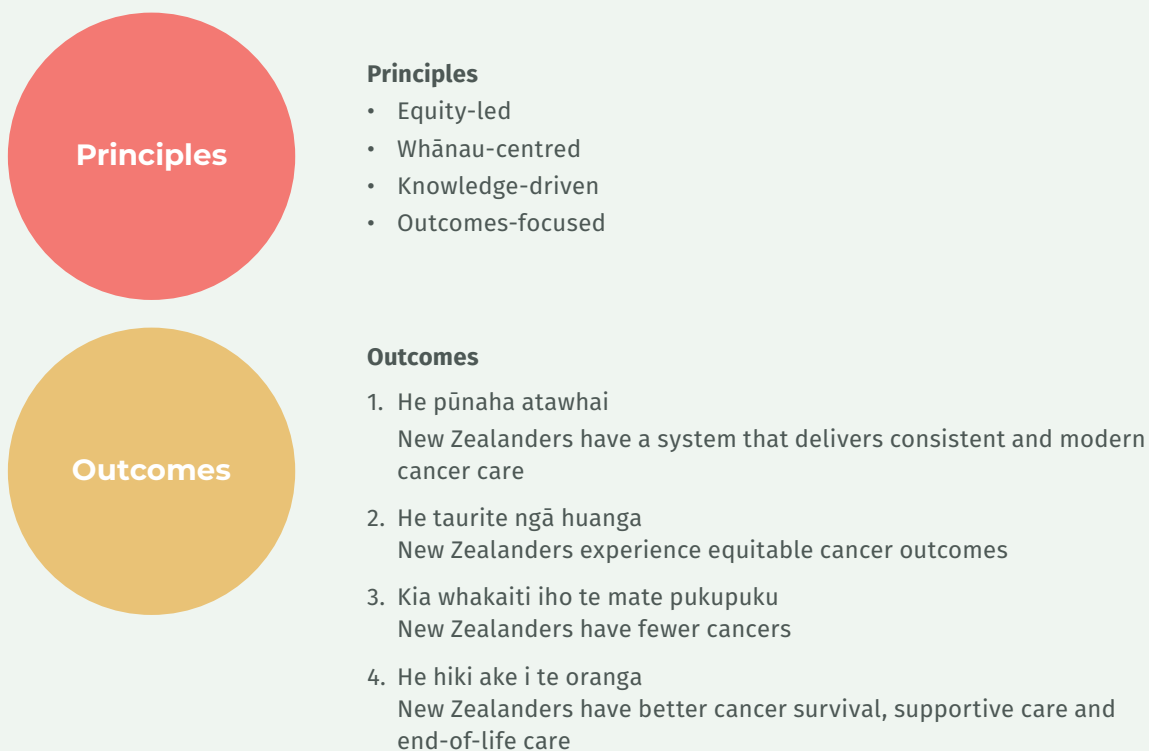 Principles
Principles
• Equity-led
• Whānau-centred
• Knowledge-driven
• Outcomes-focused
Outcomes
Outcomes
1. He pūnaha atawhai
New Zealanders have a system that delivers consistent and modern
cancer care
2. He taurite ngā huanga
New Zealanders experience equitable cancer outcomes
3. Kia whakaiti iho te mate pukupuku
New Zealanders have fewer cancers
4. He hiki ake i te oranga
New Zealanders have better cancer survival, supportive care and
end-of-life care